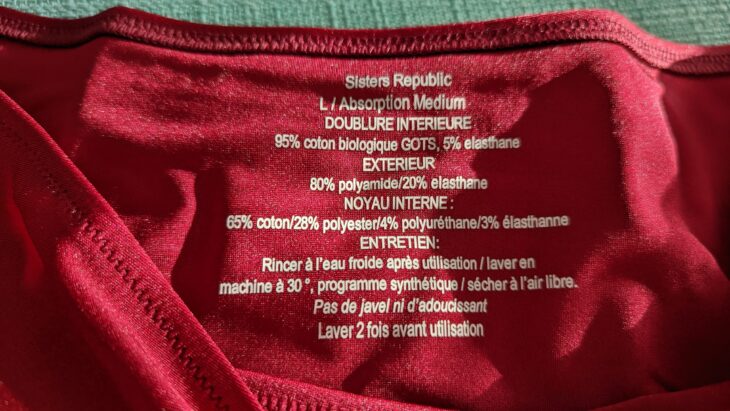 Sisters Republic
L / Absorption Medium
DOUBLURE INTERIEURE
95% coton biologique GOTS, 5% elasthane
EXTERIEUR
80% polyamide/20% elasthane
NOYAU INTERNE :
65% coton/28% polyester/4% polyuréthane/3% élasthanne
ENTRETIEN:
Rincer à l'eau froide après utilisation / laver en
machine à 30 °, programme synthétique / sécher à l'air libre.
Pas de javel ni d'adoucissant
Laver 2 fois avant utilisation